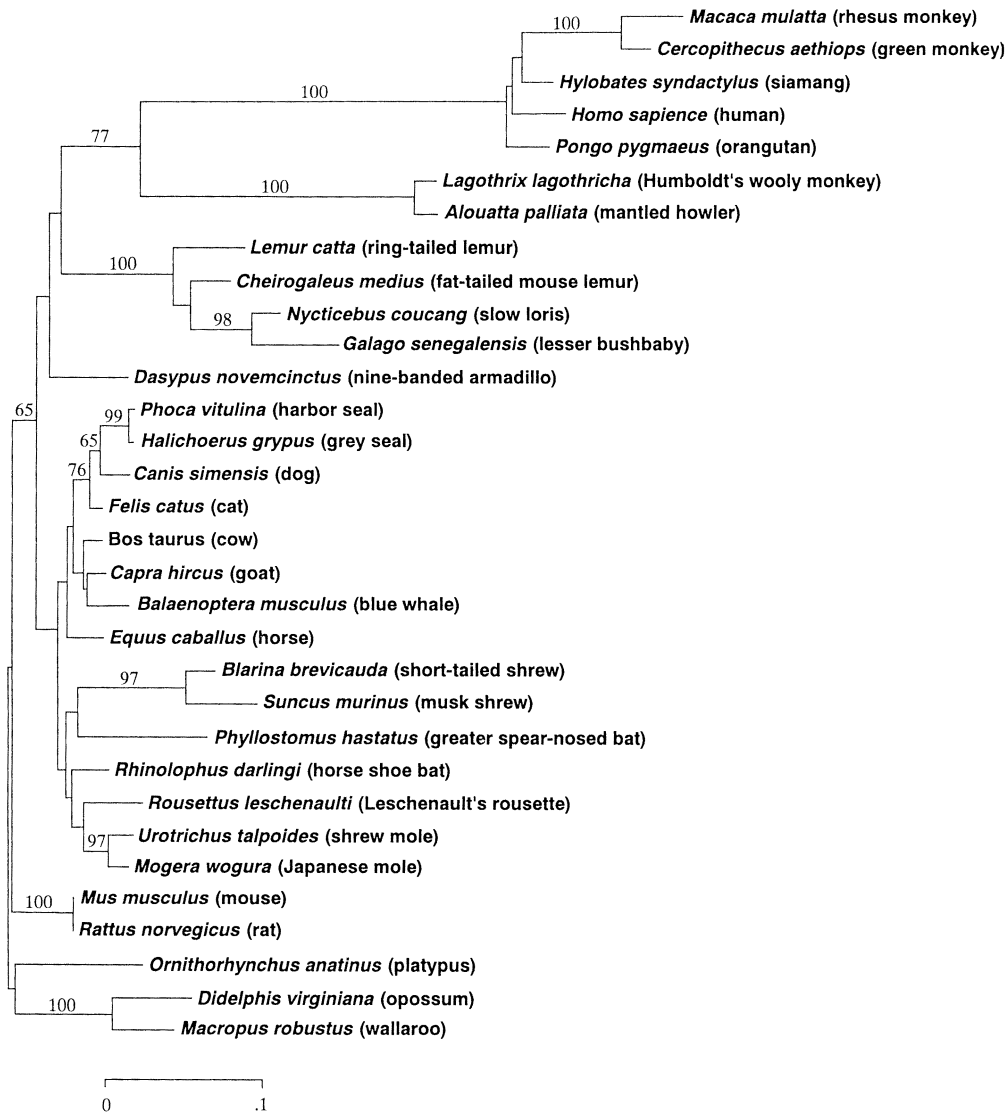 Macaca mulatta (rhesus monkey)
100
Cercopithecus aethiops (green monkey)
Hylobates syndactylus (siamang)
100
Homo sapience (human)
77
Pongo pygmaeus (orangutan)
Lagothrix lagothricha (Humboldt's wooly monkey)
100
Alouatta palliata (mantled howler)
Lemur catta (ring-tailed lemur)
100
Cheirogaleus medius (fat-tailed mouse lemur)
Nycticebus coucang (slow loris)
98
Galago senegalensis (lesser bushbaby)
Dasypus novemcinctus (nine-banded armadillo)
65
Phoca vitulina (harbor seal)
99
Halichoerus grypus (grey seal)
65
Canis simensis (dog)
76
Felis catus (cat)
Bos taurus (cow)
Capra hircus (goat)
Balaenoptera musculus (blue whale)
Equus caballus (horse)
Blarina brevicauda (short-tailed shrew)
97
Suncus murinus (musk shrew)
Phyllostomus hastatus (greater spear-nosed bat)
Rhinolophus darlingi (horse shoe bat)
Rousettus leschenaulti (Leschenault's rousette)
Urotrichus talpoides (shrew mole)
97
Mogera wogura (Japanese mole)
Mus musculus (mouse)
100
Rattus norvegicus (rat)
Ornithorhynchus anatinus (platypus)
Didelphis virginiana (opossum)
100
Macropus robustus (wallaroo)
0 .1